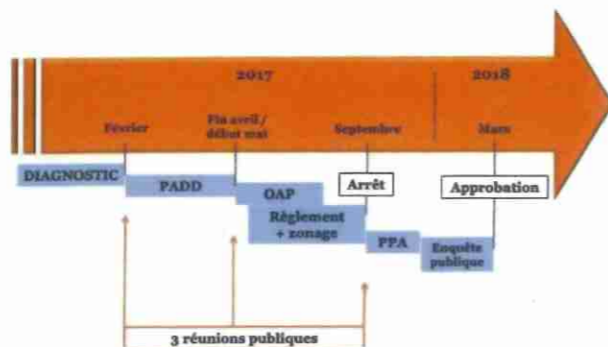 2017
2018
Février
Fin avril /
début mai
Septembre
Mars
DIAGNOSTIC
PADD
OAP
Arrêt
Approbation
Règlement
+ zonage
PPA
Enquête
publique
3 réunions publiques